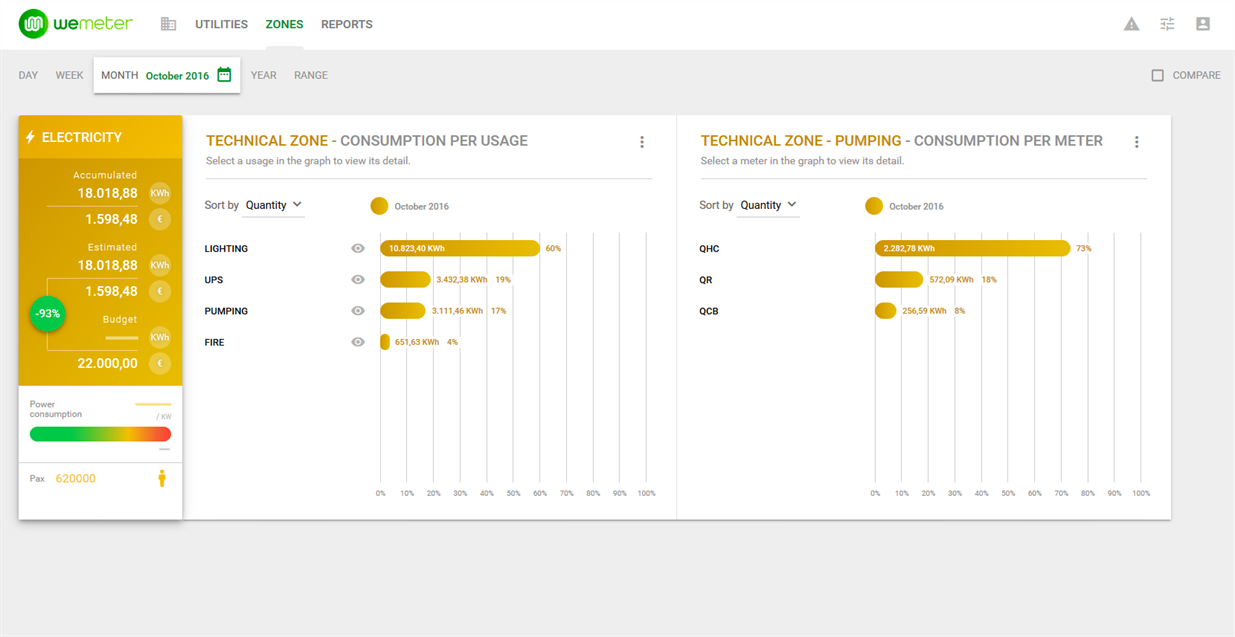 wemeter
UTILITIES ZONES REPORTS
DAY WEEK MONTH October 2016 YEAR RANGE COMPARE
ELECTRICITY
Accumulated
18.018,88 KWh
1.598,48 €
Estimated
18.018,88 KWh
1.598,48 €
-93%
Budget
KWh
22.000,00 €
Power
consumption
/ KW
Pax 620000
TECHNICAL ZONE - CONSUMPTION PER USAGE
Select a usage in the graph to view its detail.
Sort by Quantity October 2016
LIGHTING 10.823,40 KWh 60%
UPS 3.432,38 KWh 19%
PUMPING 3.111,46 KWh 17%
FIRE 651,63 KWh 4%
0% 10% 20% 30% 40% 50% 60% 70% 80% 90% 100%
TECHNICAL ZONE - PUMPING - CONSUMPTION PER METER
Select a meter in the graph to view its detail.
Sort by Quantity October 2016
QHC 2.282,78 KWh 73%
QR 572,09 KWh 18%
QCB 256,59 KWh 8%
0% 10% 20% 30% 40% 50% 60% 70% 80% 90% 100%